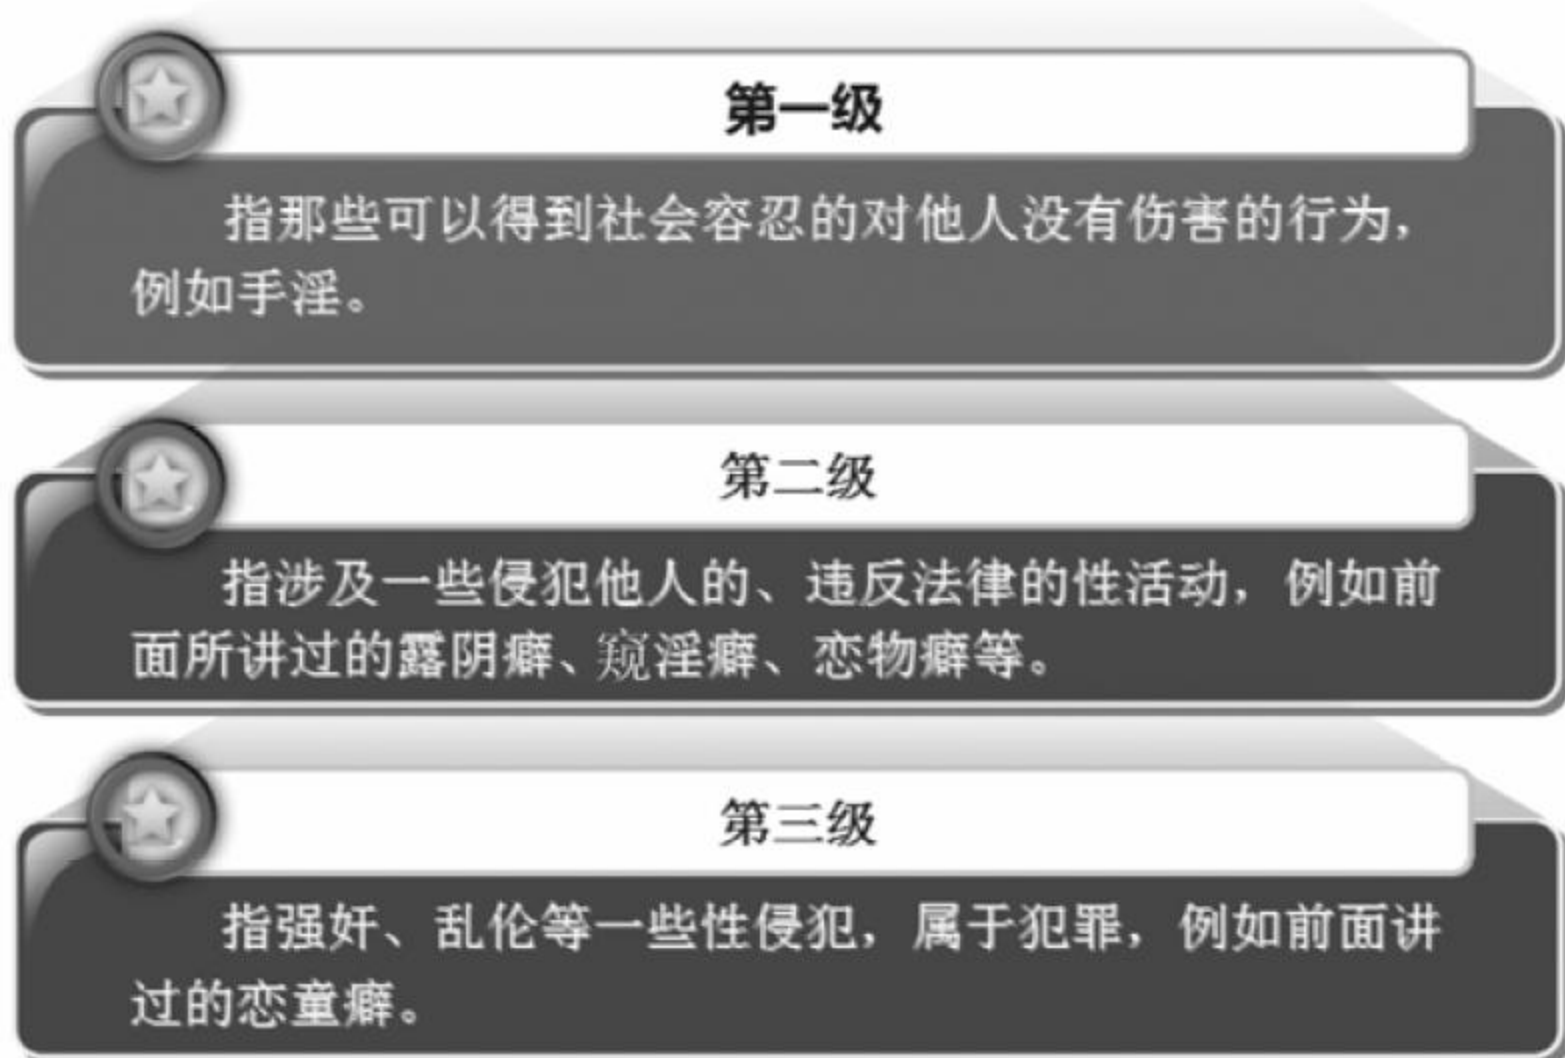 第一级
指那些可以得到社会容忍的对他人没有伤害的行为，
例如手淫。
第二级
指涉及一些侵犯他人的、违反法律的性活动，例如前
面所讲过的露阴癖、窥淫癖、恋物癖等。
第三级
指强奸、乱伦等一些性侵犯，属于犯罪，例如前面讲
过的恋童癖。